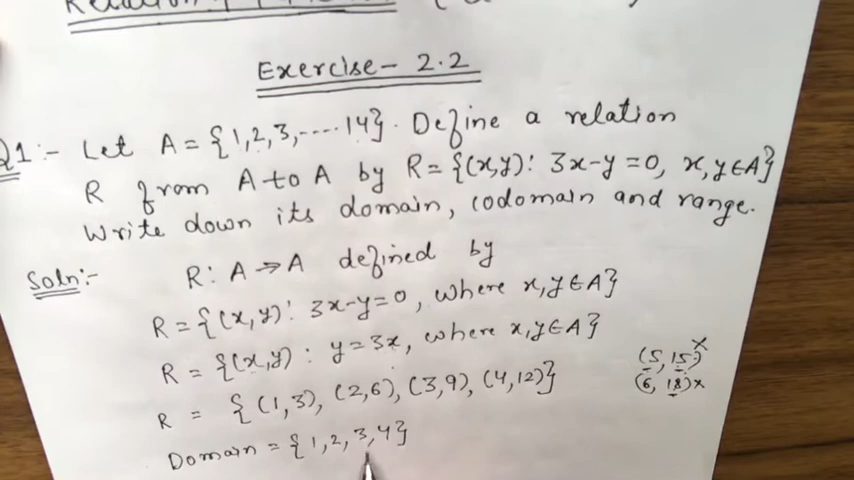 Exercise- 2.2
Q1:- Let A = {1,2,3,....14}. Define a relation
R from A to A by R = {(x,y): 3x-y=0, x,y∈A}
Write down its domain, codomain and range.
Soln:- R: A→A defined by
R = {(x,y): 3x-y=0, where x,y∈A}
R = {(x,y): y=3x, where x,y∈A}
(5,15)×
R = {(1,3), (2,6), (3,9), (4,12)}
(6,18)×
Domain = {1,2,3,4}